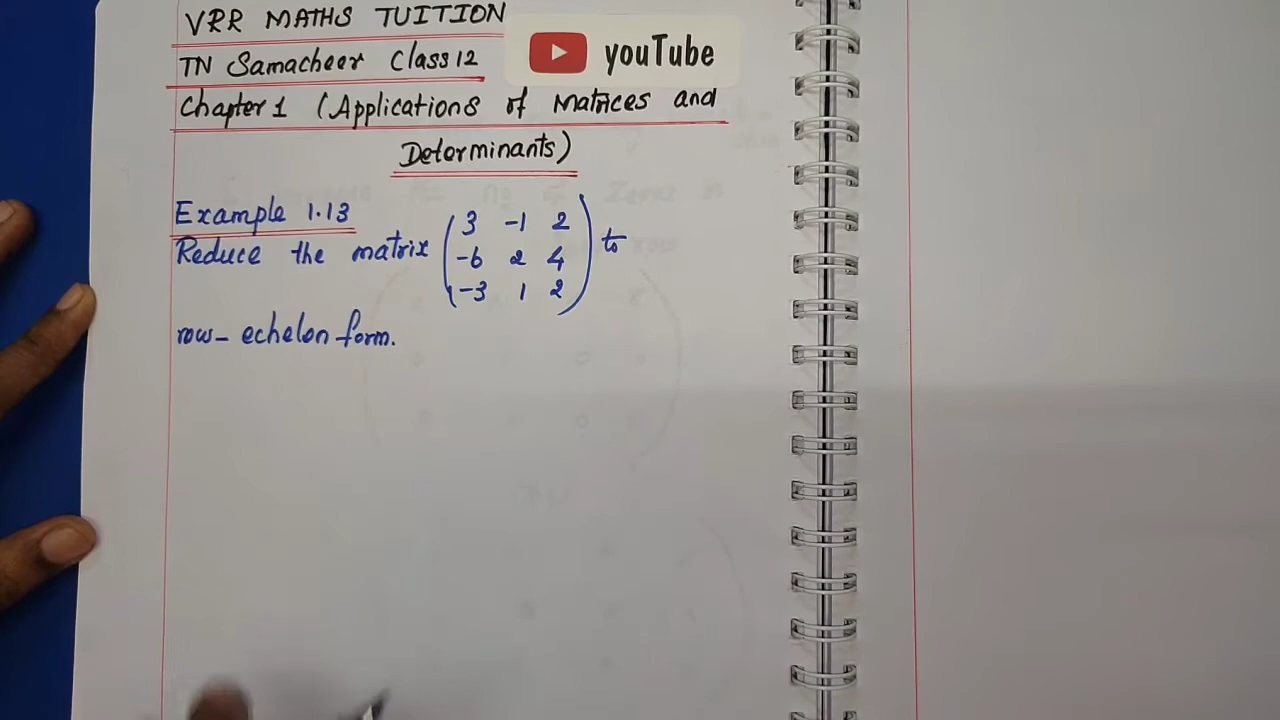 VRR MATHS TUITION
youTube
TN Samacheer Class 12
Chapter 1 (Applications of Matrices and
Determinants)
Example 1.13
Reduce the matrix (3 -1 2
-6 2 4
-3 1 2) to
row- echelon form.